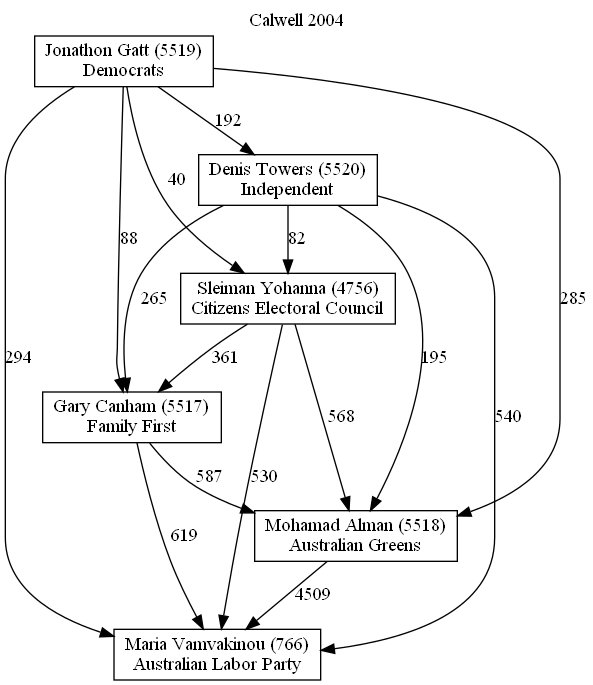 Calwell 2004
Jonathon Gatt (5519)
Democrats
192
Denis Towers (5520)
Independent
40
88
82
Sleiman Yohanna (4756)
Citizens Electoral Council
265
285
294
361
195
Gary Canham (5517)
Family First
568
540
587
530
Mohamad Alman (5518)
Australian Greens
619
4509
Maria Vamvakinou (766)
Australian Labor Party